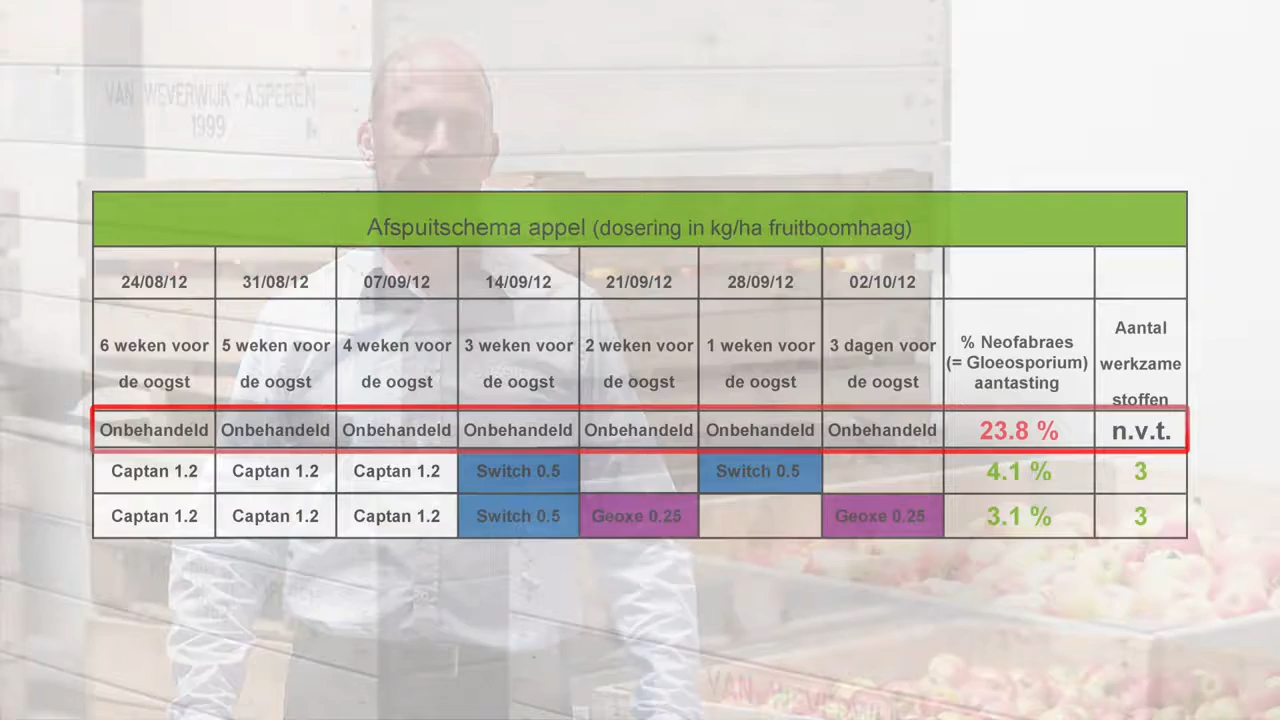 VAN WEVERWIJK - ASPEREN
1999
Afspuitschema appel (dosering in kg/ha fruitboomhaag)
24/08/12 31/08/12 07/09/12 14/09/12 21/09/12 28/09/12 02/10/12
6 weken voor de oogst 5 weken voor de oogst 4 weken voor de oogst 3 weken voor de oogst 2 weken voor de oogst 1 weken voor de oogst 3 dagen voor de oogst % Neofabraes (= Gloeosporium) aantasting Aantal werkzame stoffen
Onbehandeld Onbehandeld Onbehandeld Onbehandeld Onbehandeld Onbehandeld Onbehandeld 23.8 % n.v.t.
Captan 1.2 Captan 1.2 Captan 1.2 Switch 0.5 Switch 0.5 4.1 % 3
Captan 1.2 Captan 1.2 Captan 1.2 Switch 0.5 Geoxe 0.25 Geoxe 0.25 3.1 % 3
VAN WEVERWIJK